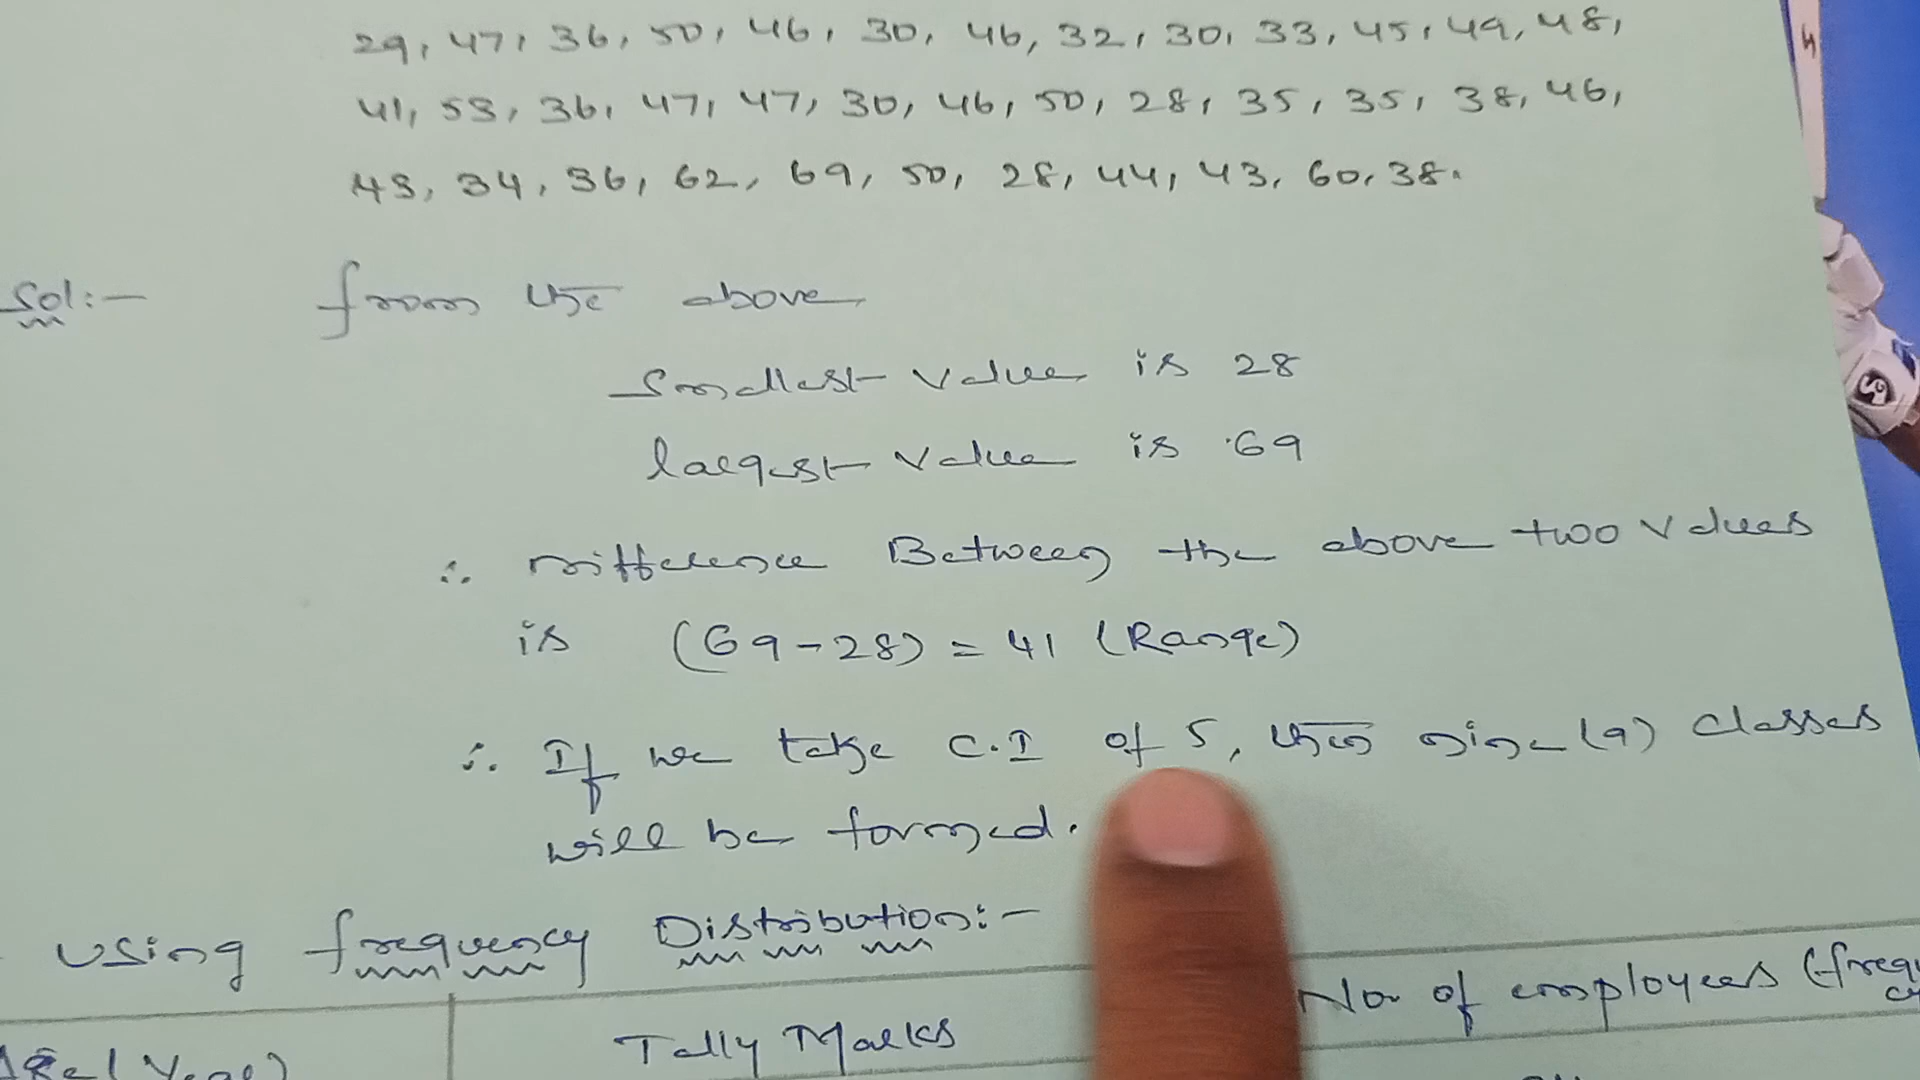 29, 47, 36, 50, 46, 30, 46, 32, 30, 33, 45, 49, 48,
41, 53, 36, 47, 47, 30, 46, 50, 28, 35, 35, 38, 46,
43, 34, 36, 62, 69, 50, 28, 44, 43, 60, 38.
Sol:- from the above
Smallest value is 28
largest value is 69
∴ Difference Between the above two values
is (69-28) = 41 (Range)
∴ If we take C.I of 5, then nine (9) classes
will be formed.
Using frequency Distribution:-
Age (Year) Tally Marks No. of employees (frequency